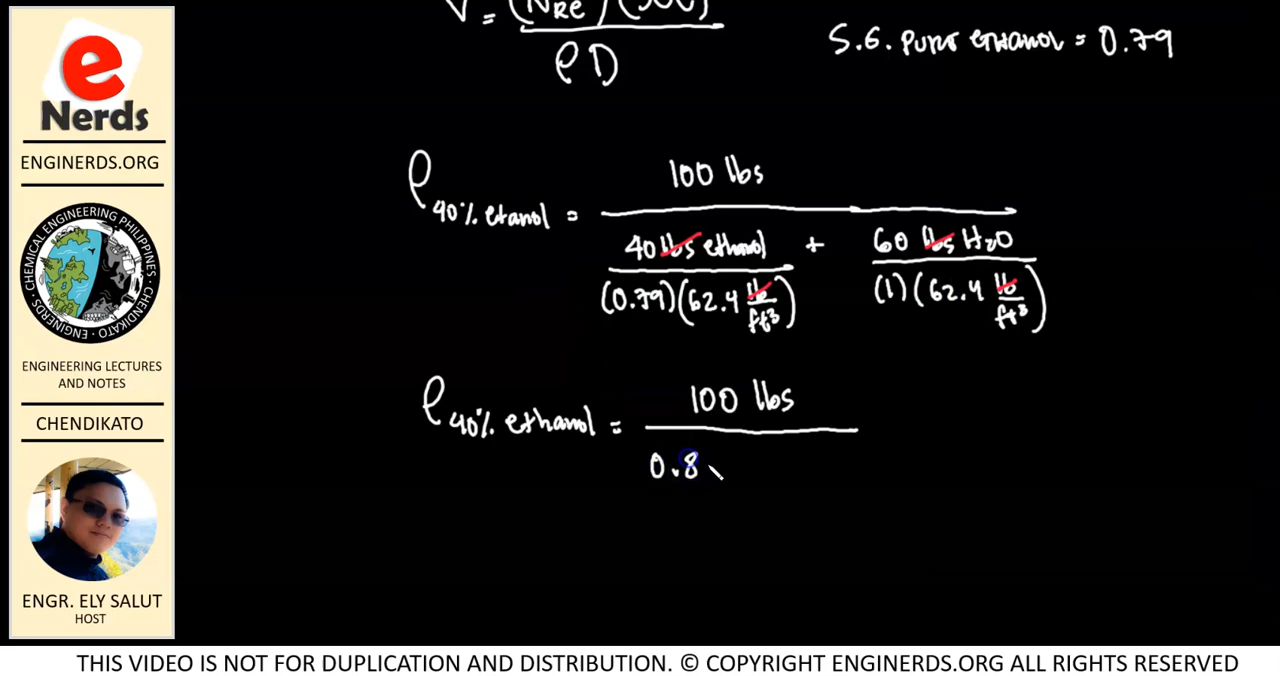 V = (NRe)(300)
ρD
S.G. Pure ethanol = 0.79
e
Nerds
ENGINERDS.ORG
CHEMICAL ENGINEERING PHILIPPINES
CHENDIKATO - ENGINERDS
ENGINEERING LECTURES
AND NOTES
CHENDIKATO
ENGR. ELY SALUT
HOST
100 lbs
ρ40% etanol =
40 lbs ethanol + 60 lbs H2O
(0.79)(62.4 lb/ft³) (1)(62.4 lb/ft³)
100 lbs
ρ40% ethanol =
0.8
THIS VIDEO IS NOT FOR DUPLICATION AND DISTRIBUTION. © COPYRIGHT ENGINERDS.ORG ALL RIGHTS RESERVED